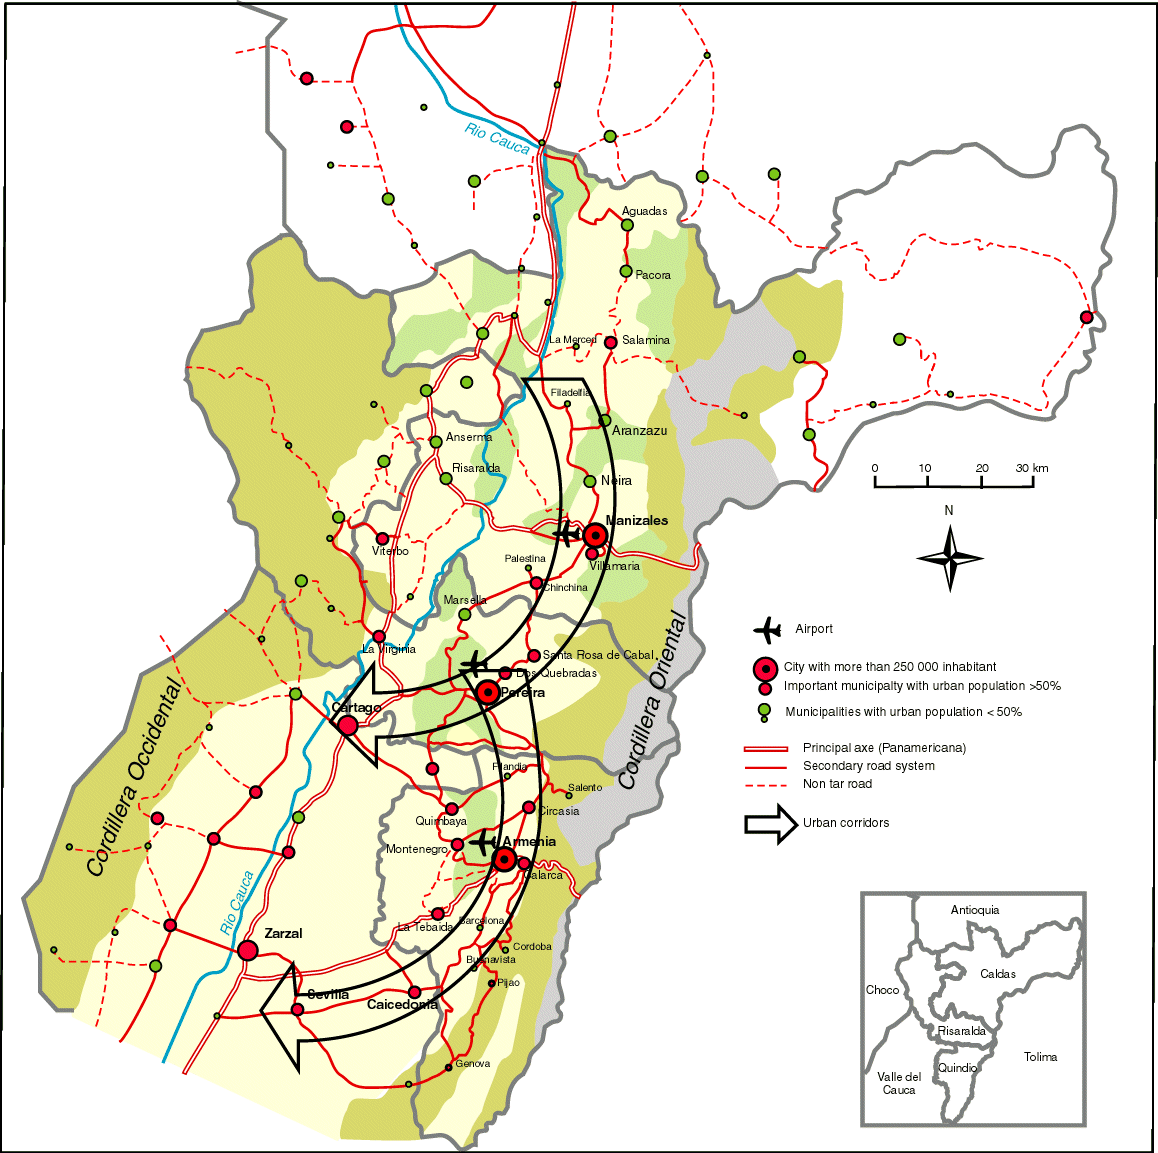 Rio Cauca
Aguadas
Pacora
La Merced
Salamina
Filadelfia
Aranzazu
Anserma
Risaralda
Neira
0 10 20 30 km
N
Manizales
Viterbo
Palestina
Villamaria
Chinchina
Marsella
Airport
La Virginia
Santa Rosa de Cabal
Dos Quebradas
City with more than 250 000 inhabitant
Important municipalty with urban population >50%
Pereira
Cartago
Municipalities with urban population < 50%
Cordillera Oriental
Cordillera Occidental
Principal axe (Panamericana)
Secondary road system
Non tar road
Filandia
Salento
Quimbaya
Circasia
Urban corridors
Montenegro
Armenia
Calarca
Rio Cauca
La Tebaida
Barcelona
Zarzal
Cordoba
Buenavista
Pijao
Sevilla
Caicedonia
Genova
Antioquia
Caldas
Choco
Risaralda
Tolima
Quindio
Valle del
Cauca